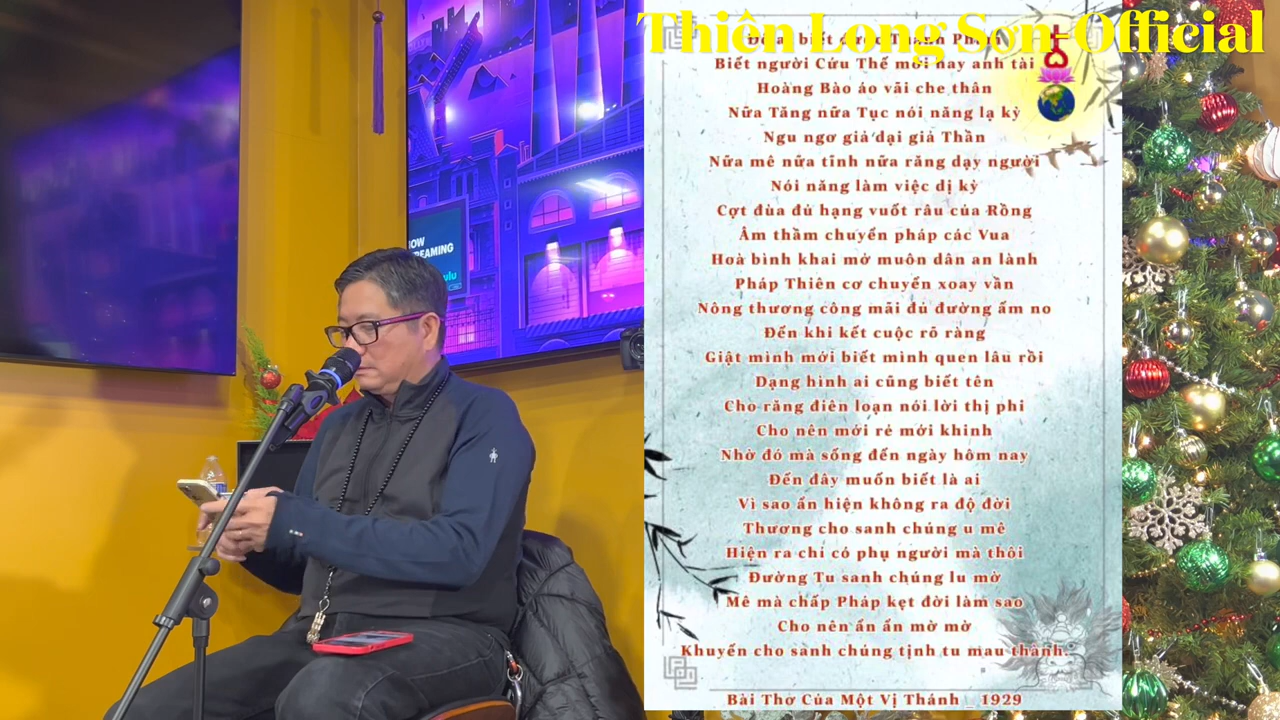 Thiên Long Sơn-Official
biết được Thánh Phàm
Biết người Cứu Thế mới hay anh tài
Hoàng Bào áo vãi che thân
Nữa Tăng nữa Tục nói năng lạ kỳ
Ngu ngơ giả dại giả Thần
Nữa mê nữa tĩnh nữa răng dạy người
Nói năng làm việc dị kỳ
Cợt đùa đủ hạng vuốt râu của Rồng
Âm thầm chuyển pháp các Vua
Hoà bình khai mở muôn dân an lành
Pháp Thiên cơ chuyển xoay vần
Nông thương công mãi đủ đường ấm no
Đến khi kết cuộc rõ ràng
Giật mình mới biết mình quen lâu rồi
Dạng hình ai cũng biết tên
Cho rằng điên loạn nói lời thị phi
Cho nên mới rẻ mới khinh
Nhờ đó mà sống đến ngày hôm nay
Đến đây muốn biết là ai
Vì sao ẩn hiện không ra độ đời
Thương cho sanh chúng u mê
Hiện ra chỉ có phụ người mà thôi
Đường Tu sanh chúng lu mờ
Mê mà chấp Pháp kẹt đời làm sao
Cho nên ẩn ẩn mờ mờ
Khuyến cho sanh chúng tịnh tu mau thành.
Bài Thơ Của Một Vị Thánh _ 1929